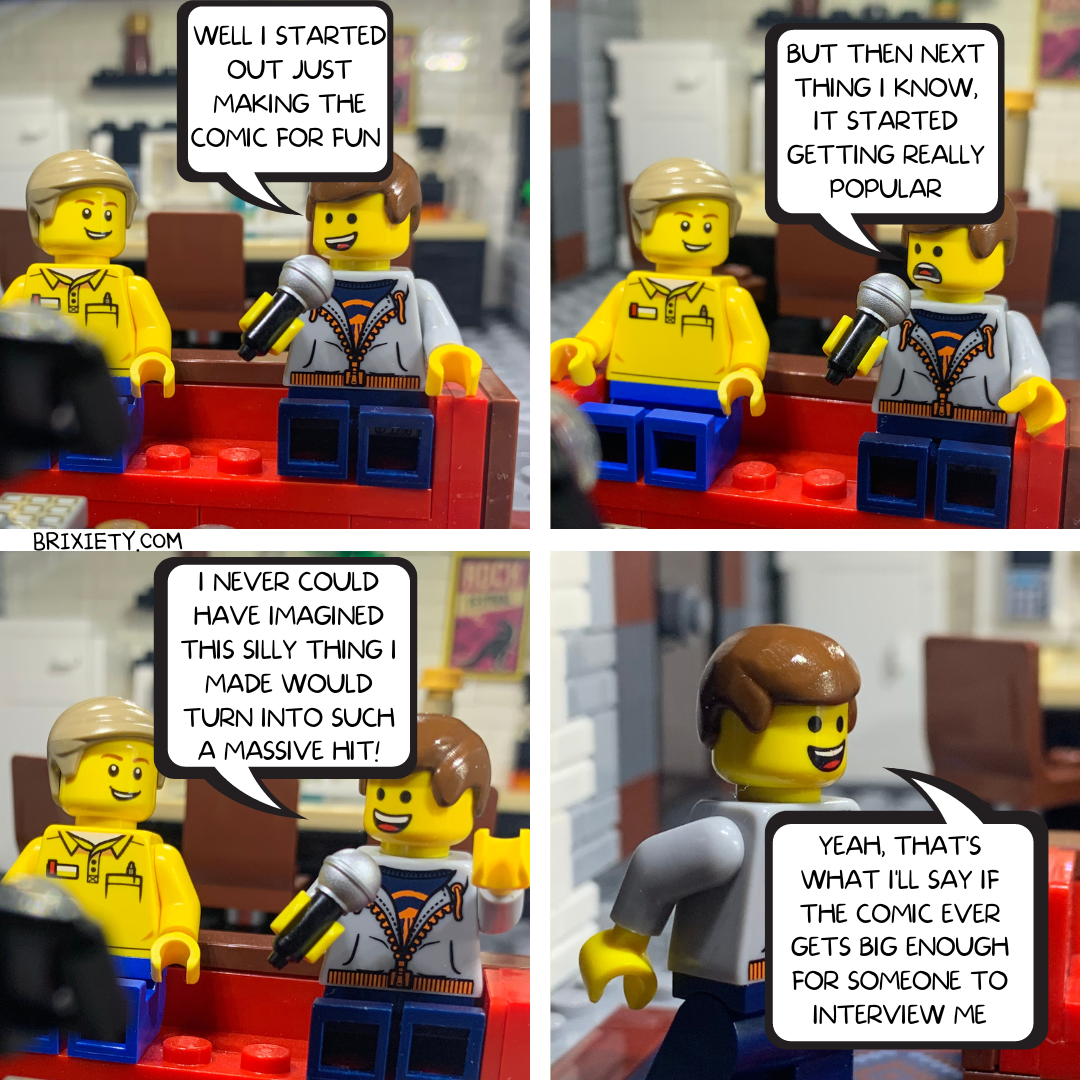 WELL I STARTED
OUT JUST
MAKING THE
COMIC FOR FUN
BUT THEN NEXT
THING I KNOW,
IT STARTED
GETTING REALLY
POPULAR
BRIXIETY.COM
I NEVER COULD
HAVE IMAGINED
THIS SILLY THING I
MADE WOULD
TURN INTO SUCH
A MASSIVE HIT!
ROCK
YEAH, THAT'S
WHAT I'LL SAY IF
THE COMIC EVER
GETS BIG ENOUGH
FOR SOMEONE TO
INTERVIEW ME